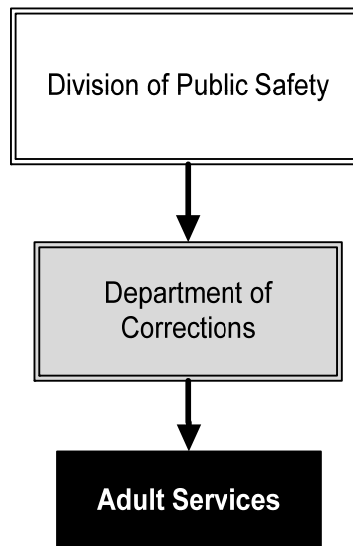 Division of Public Safety
Department of
Corrections
Adult Services